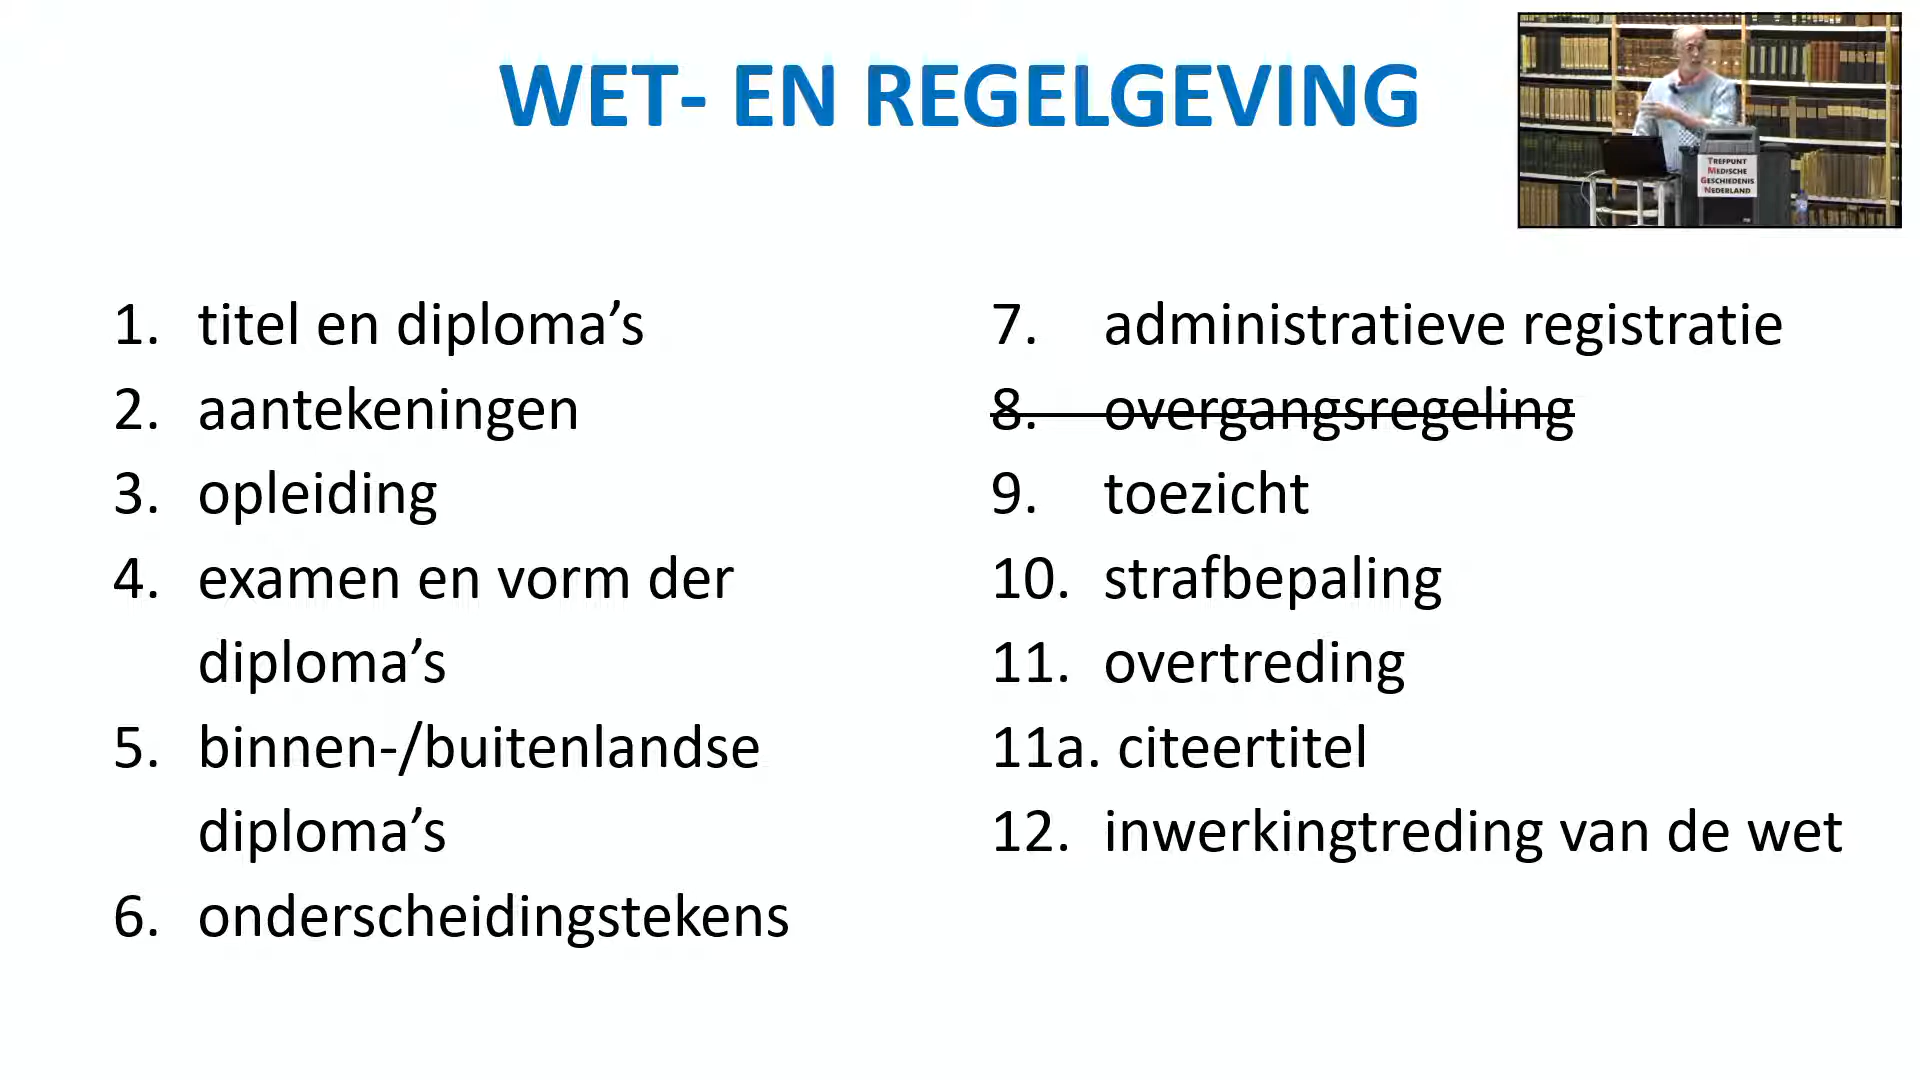 WET- EN REGELGEVING
TREFPUNT
MEDISCHE
GESCHIEDENIS
NEDERLAND
1. titel en diploma’s
2. aantekeningen
3. opleiding
4. examen en vorm der
diploma’s
5. binnen-/buitenlandse
diploma’s
6. onderscheidingstekens
7. administratieve registratie
8. overgangsregeling
9. toezicht
10. strafbepaling
11. overtreding
11a. citeertitel
12. inwerkingtreding van de wet